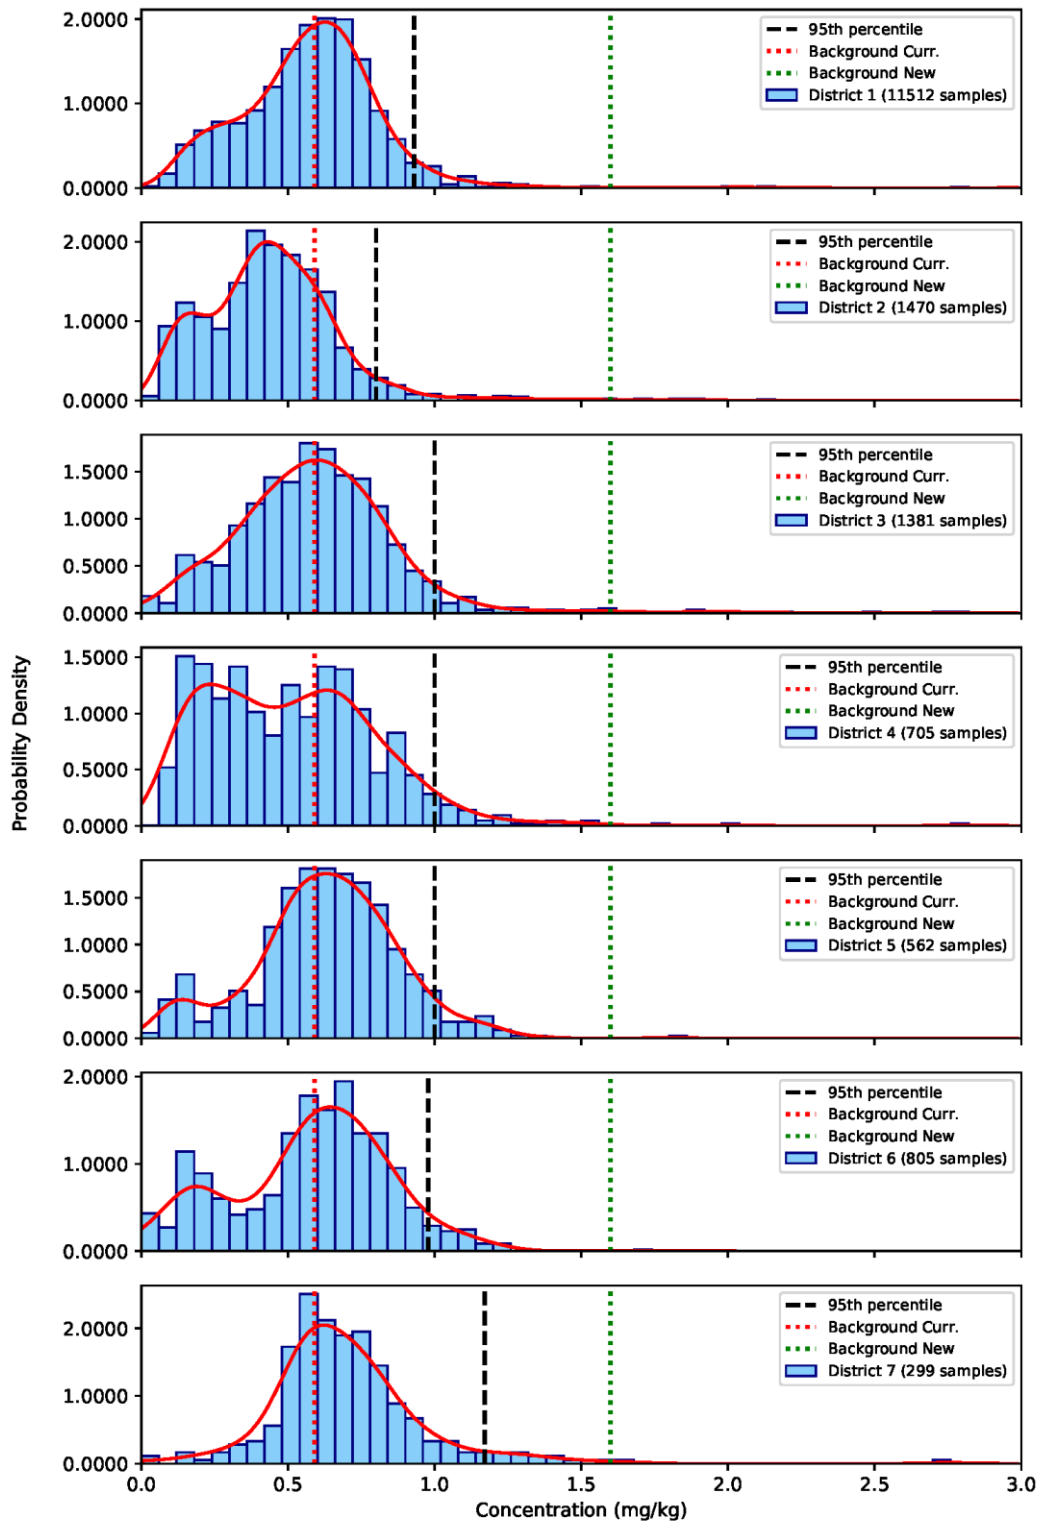 2.0000
1.0000
0.0000
95th percentile
Background Curr.
Background New
District 1 (11512 samples)
2.0000
1.0000
0.0000
95th percentile
Background Curr.
Background New
District 2 (1470 samples)
1.5000
1.0000
0.5000
0.0000
95th percentile
Background Curr.
Background New
District 3 (1381 samples)
Probability Density
1.5000
1.0000
0.5000
0.0000
95th percentile
Background Curr.
Background New
District 4 (705 samples)
1.5000
1.0000
0.5000
0.0000
95th percentile
Background Curr.
Background New
District 5 (562 samples)
2.0000
1.0000
0.0000
95th percentile
Background Curr.
Background New
District 6 (805 samples)
2.0000
1.0000
0.0000
95th percentile
Background Curr.
Background New
District 7 (299 samples)
0.0 0.5 1.0 1.5 2.0 2.5 3.0
Concentration (mg/kg)